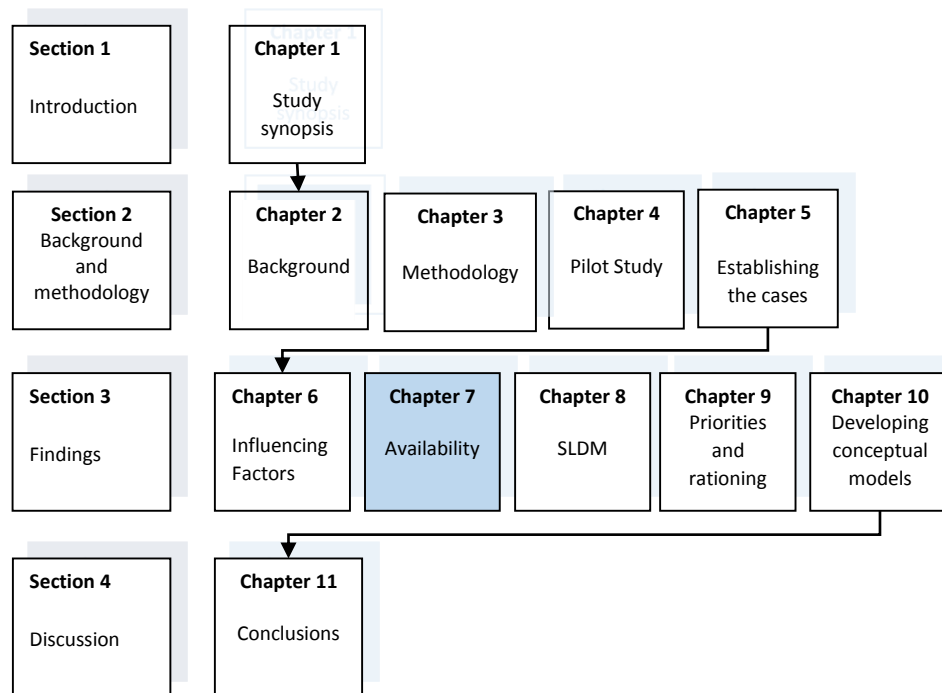 Section 1
Introduction
Chapter 1
Study
synopsis
Section 2
Background
and
methodology
Chapter 2
Background
Chapter 3
Methodology
Chapter 4
Pilot Study
Chapter 5
Establishing
the cases
Section 3
Findings
Chapter 6
Influencing
Factors
Chapter 7
Availability
Chapter 8
SLDM
Chapter 9
Priorities
and
rationing
Chapter 10
Developing
conceptual
models
Section 4
Discussion
Chapter 11
Conclusions